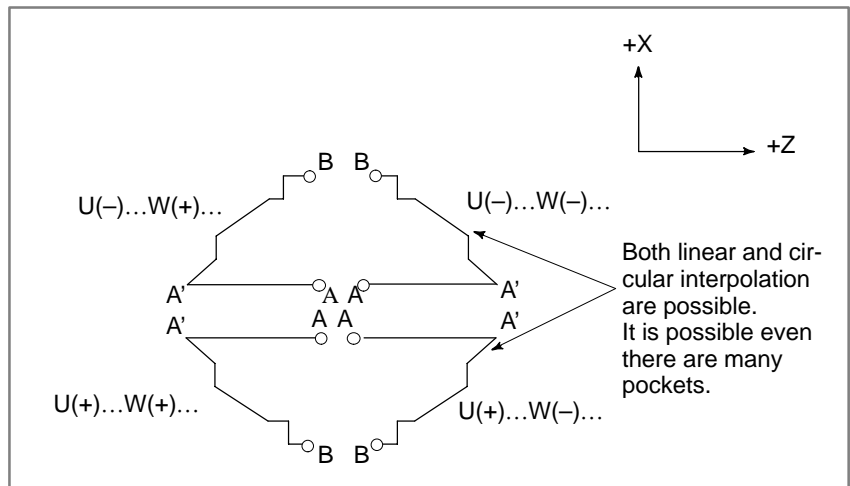 +X
+Z
B B
U(–)…W(+)…
U(–)…W(–)…
Both linear and cir-
cular interpolation
are possible.
It is possible even
there are many
pockets.
A' A A A'
A' A A A'
U(+)…W(+)…
U(+)…W(–)…
B B